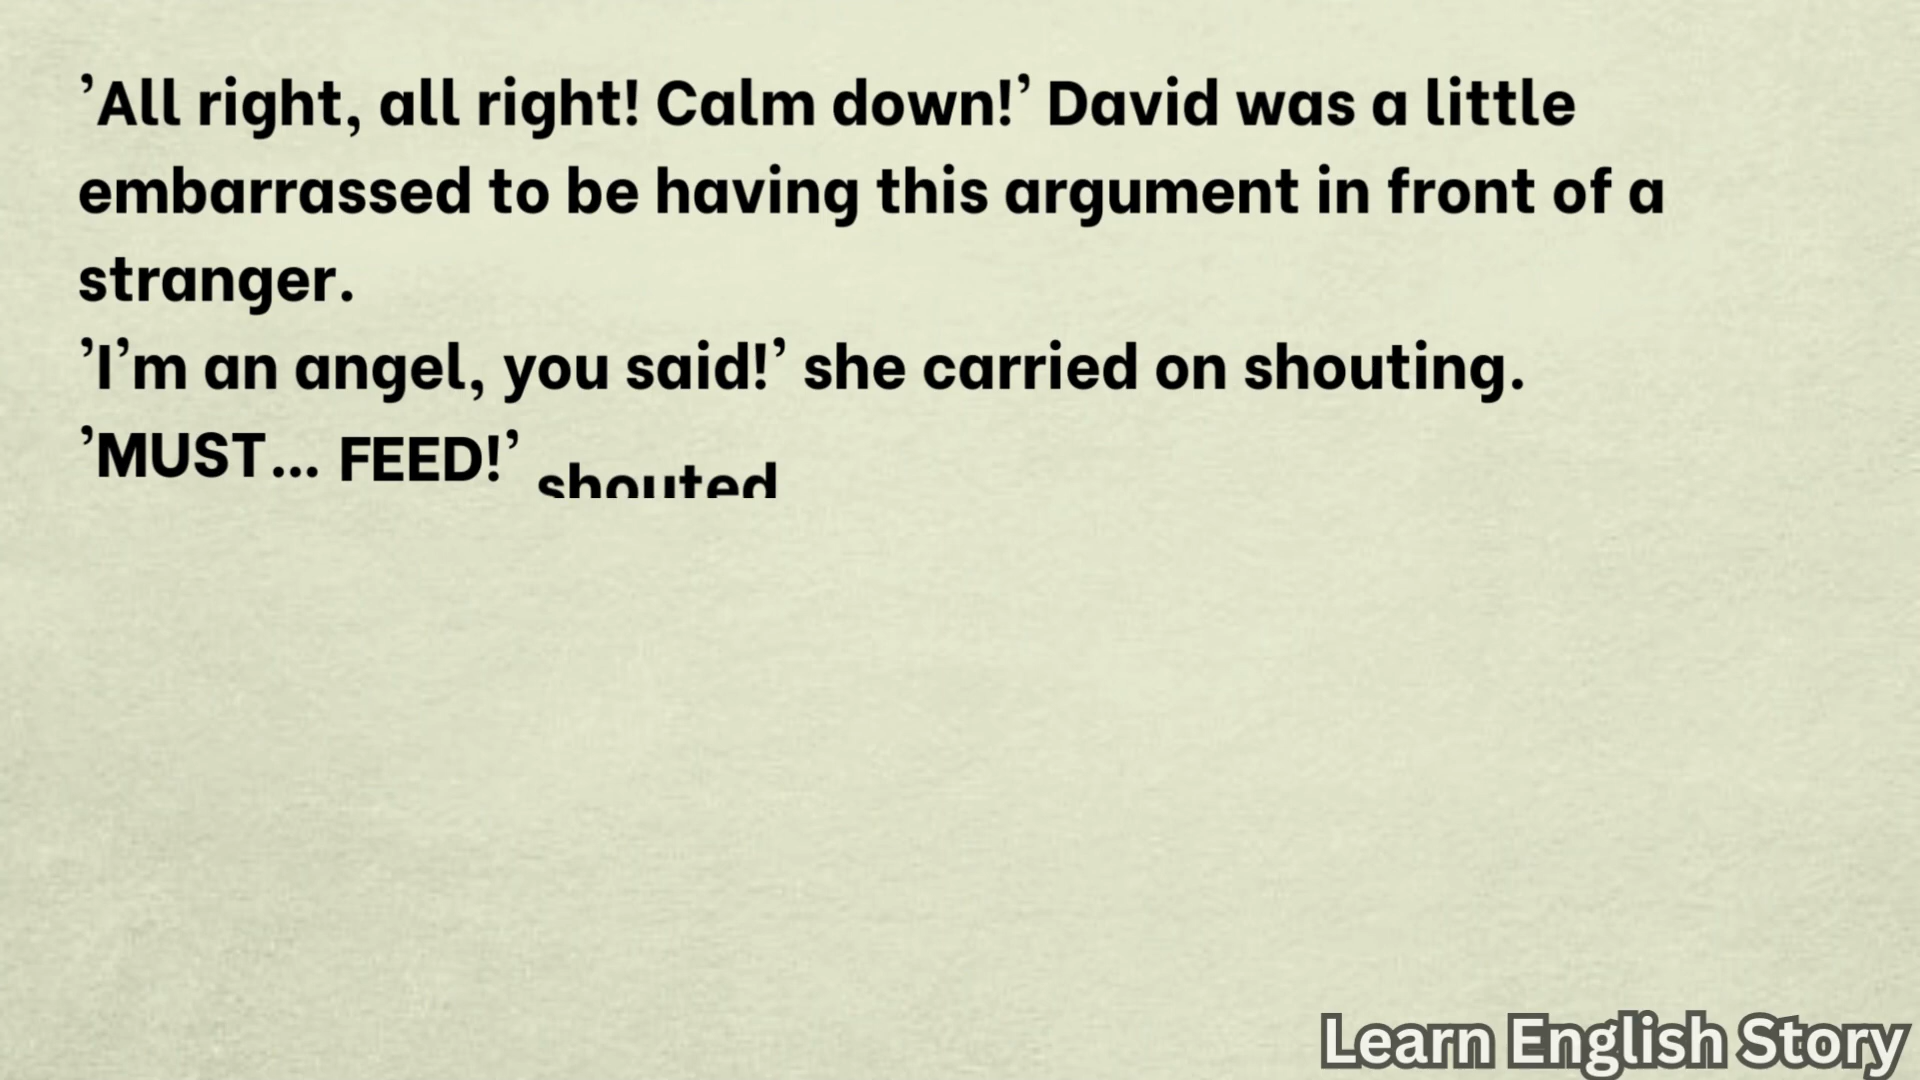 ’All right, all right! Calm down!’ David was a little
embarrassed to be having this argument in front of a
stranger.
’I’m an angel, you said!’ she carried on shouting.
’MUST... FEED!’ shouted
Learn English Story